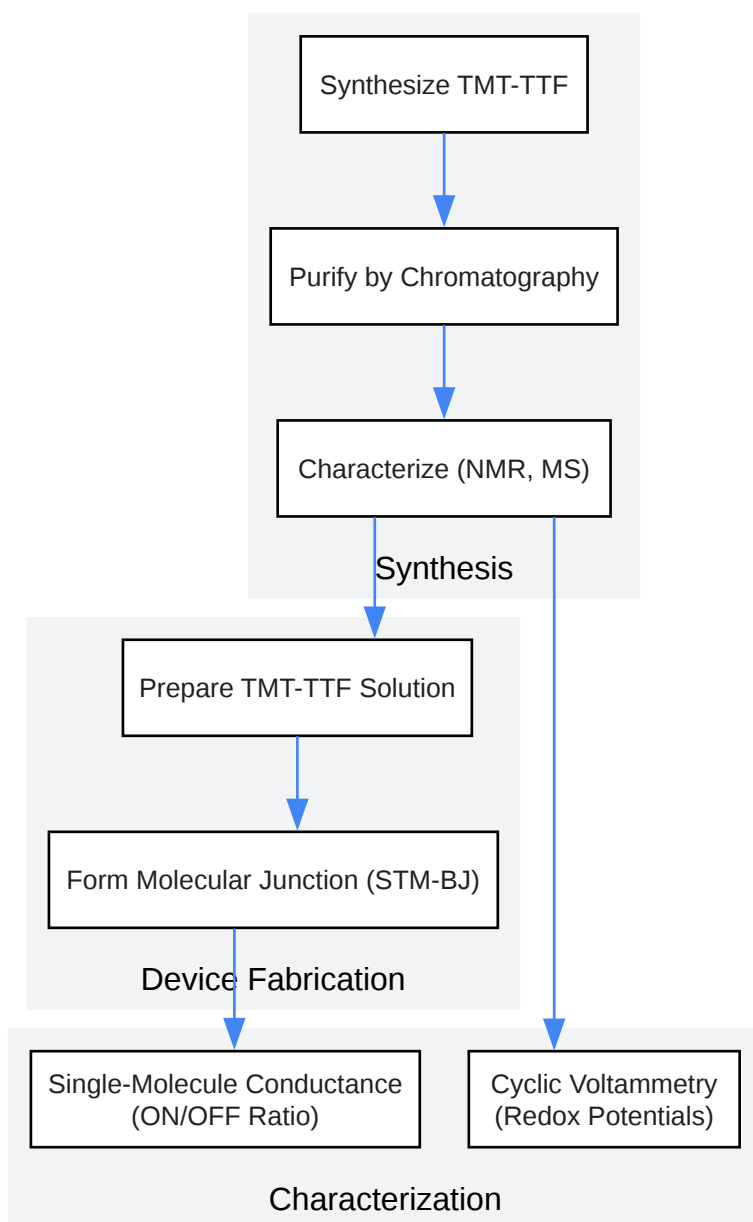 Synthesize TMT-TTF
Purify by Chromatography
Characterize (NMR, MS)
Synthesis
Prepare TMT-TTF Solution
Form Molecular Junction (STM-BJ)
Device Fabrication
Single-Molecule Conductance
(ON/OFF Ratio)
Cyclic Voltammetry
(Redox Potentials)
Characterization